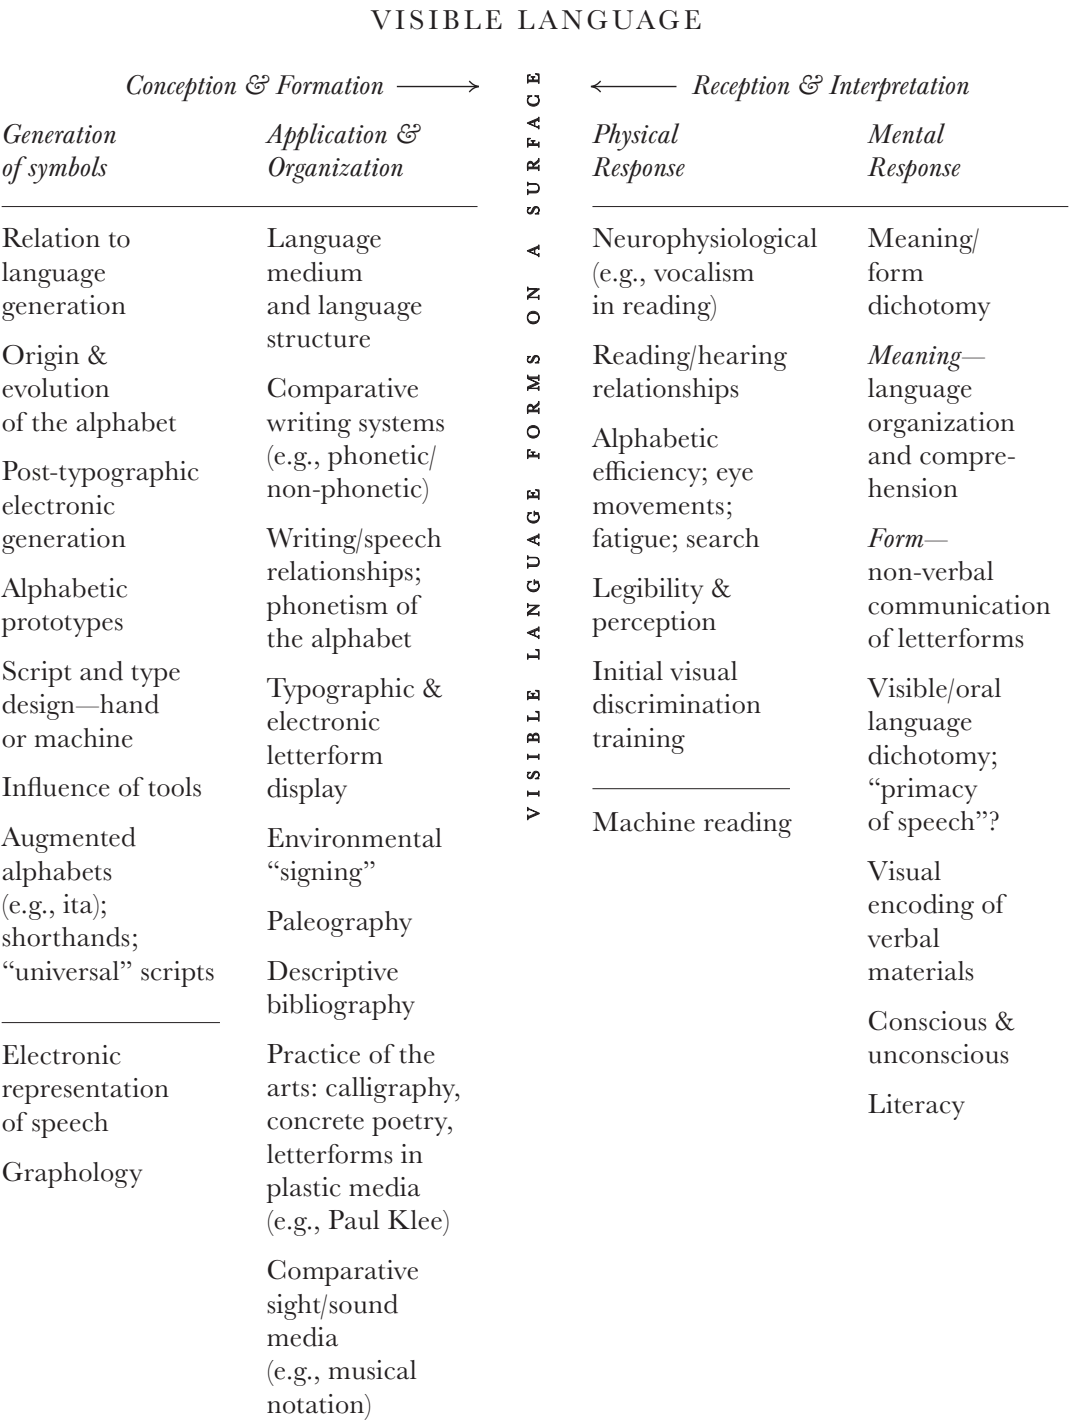 VISIBLE LANGUAGE
Conception & Formation
Generation
of symbols
Relation to
language
generation
Origin &
evolution
of the alphabet
Post-typographic
electronic
generation
Alphabetic
prototypes
Script and type
design—hand
or machine
Influence of tools
Augmented
alphabets
(e.g., ita);
shorthands;
“universal” scripts
Electronic
representation
of speech
Graphology
Application &
Organization
Language
medium
and language
structure
Comparative
writing systems
(e.g., phonetic/
non-phonetic)
Writing/speech
relationships;
phonetism of
the alphabet
Typographic &
electronic
letterform
display
Environmental
“signing”
Paleography
Descriptive
bibliography
Practice of the
arts: calligraphy,
concrete poetry,
letterforms in
plastic media
(e.g., Paul Klee)
Comparative
sight/sound
media
(e.g., musical
notation)
VISIBLE LANGUAGE FORMS ON A SURFACE
Reception & Interpretation
Physical
Response
Neurophysiological
(e.g., vocalism
in reading)
Reading/hearing
relationships
Alphabetic
efficiency; eye
movements;
fatigue; search
Legibility &
perception
Initial visual
discrimination
training
Machine reading
Mental
Response
Meaning/
form
dichotomy
Meaning—
language
organization
and compre-
hension
Form—
non-verbal
communication
of letterforms
Visible/oral
language
dichotomy;
“primacy
of speech”?
Visual
encoding of
verbal
materials
Conscious &
unconscious
Literacy